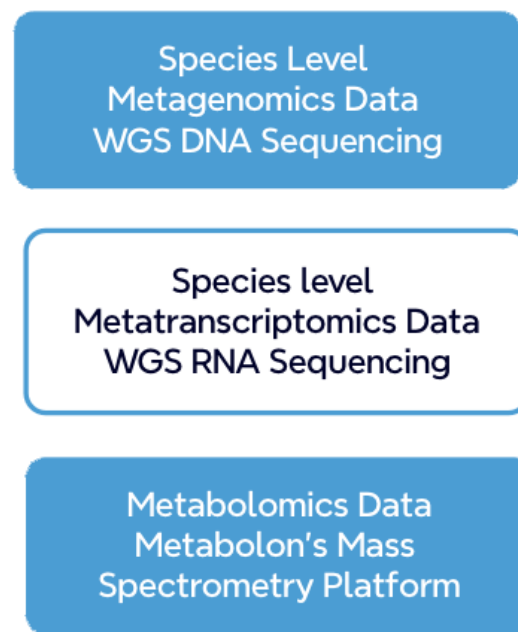 Species Level
Metagenomics Data
WGS DNA Sequencing
Species level
Metatranscriptomics Data
WGS RNA Sequencing
Metabolomics Data
Metabolon's Mass
Spectrometry Platform